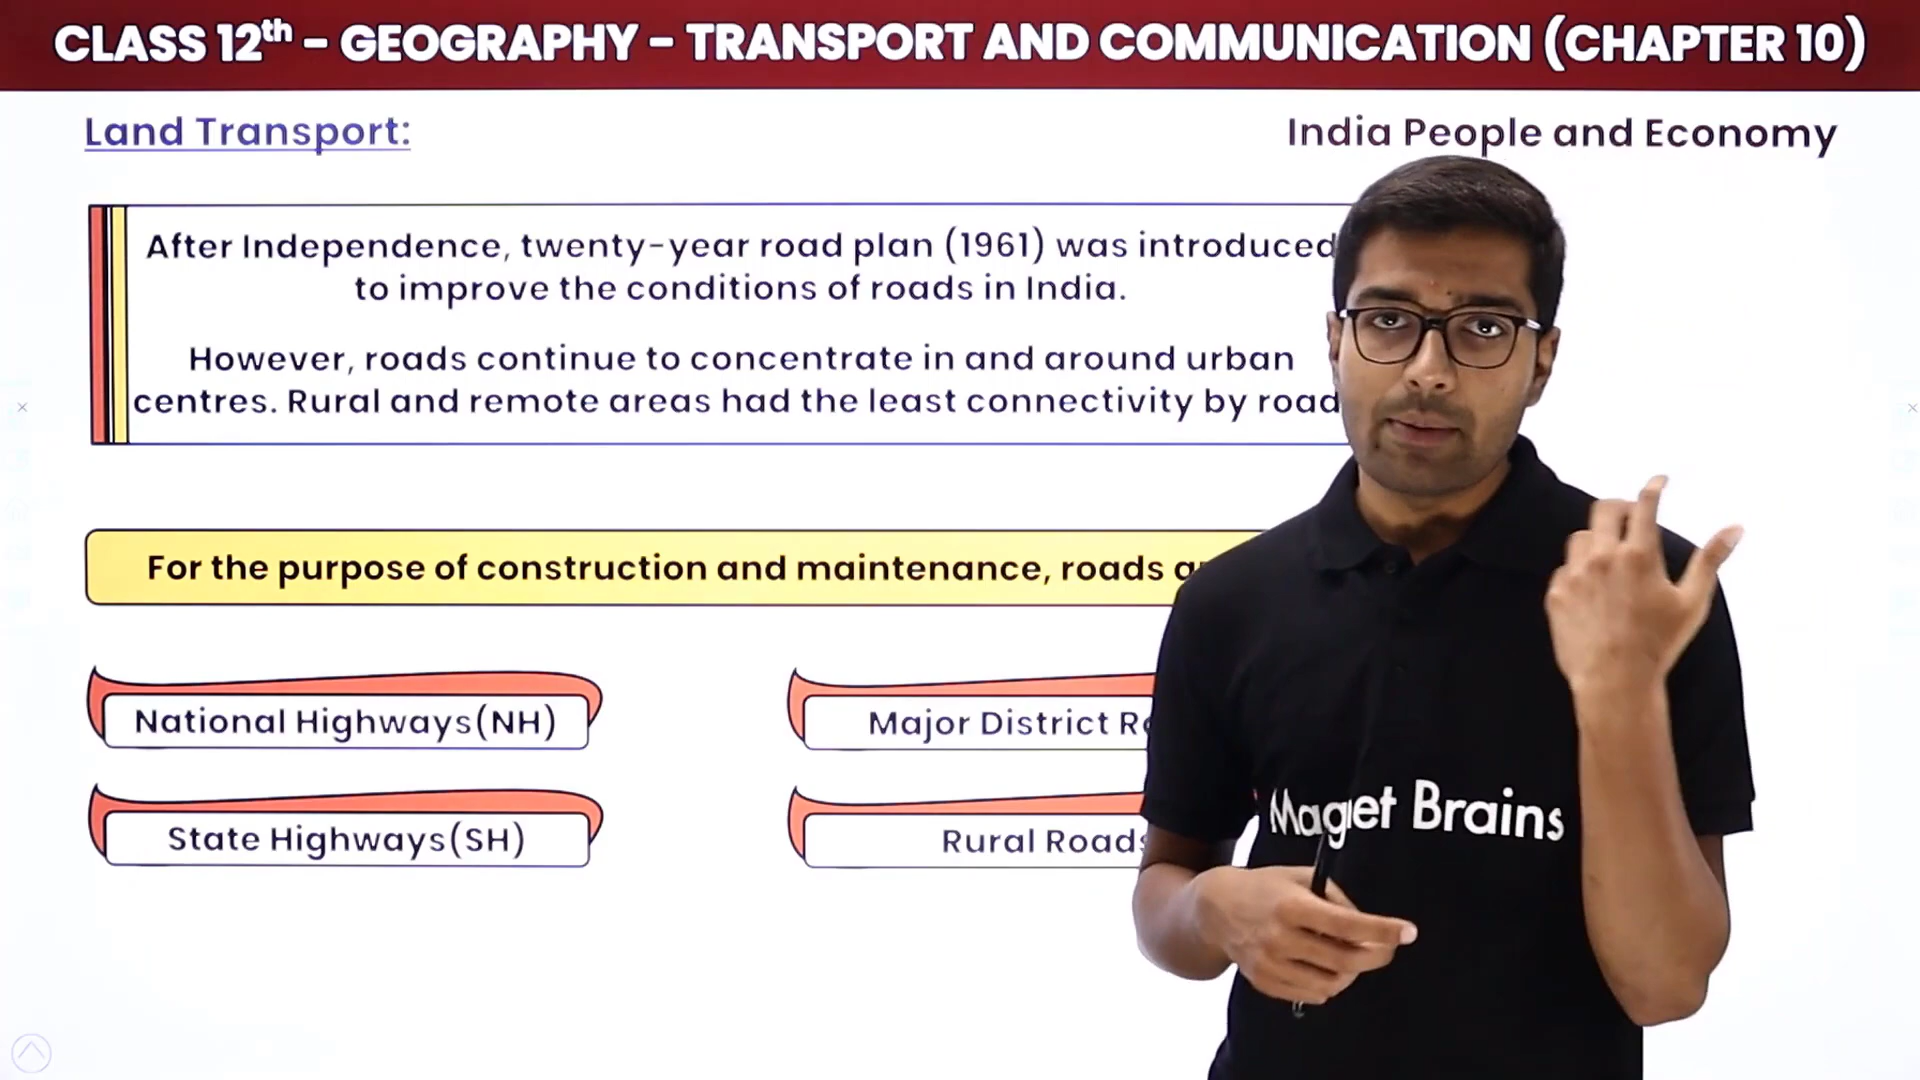 CLASS 12th - GEOGRAPHY - TRANSPORT AND COMMUNICATION (CHAPTER 10)
Land Transport:
India People and Economy
After Independence, twenty-year road plan (1961) was introduced
to improve the conditions of roads in India.
However, roads continue to concentrate in and around urban
centres. Rural and remote areas had the least connectivity by road
For the purpose of construction and maintenance, roads
National Highways(NH)
Major District
State Highways(SH)
Rural Roads
Magnet Brains